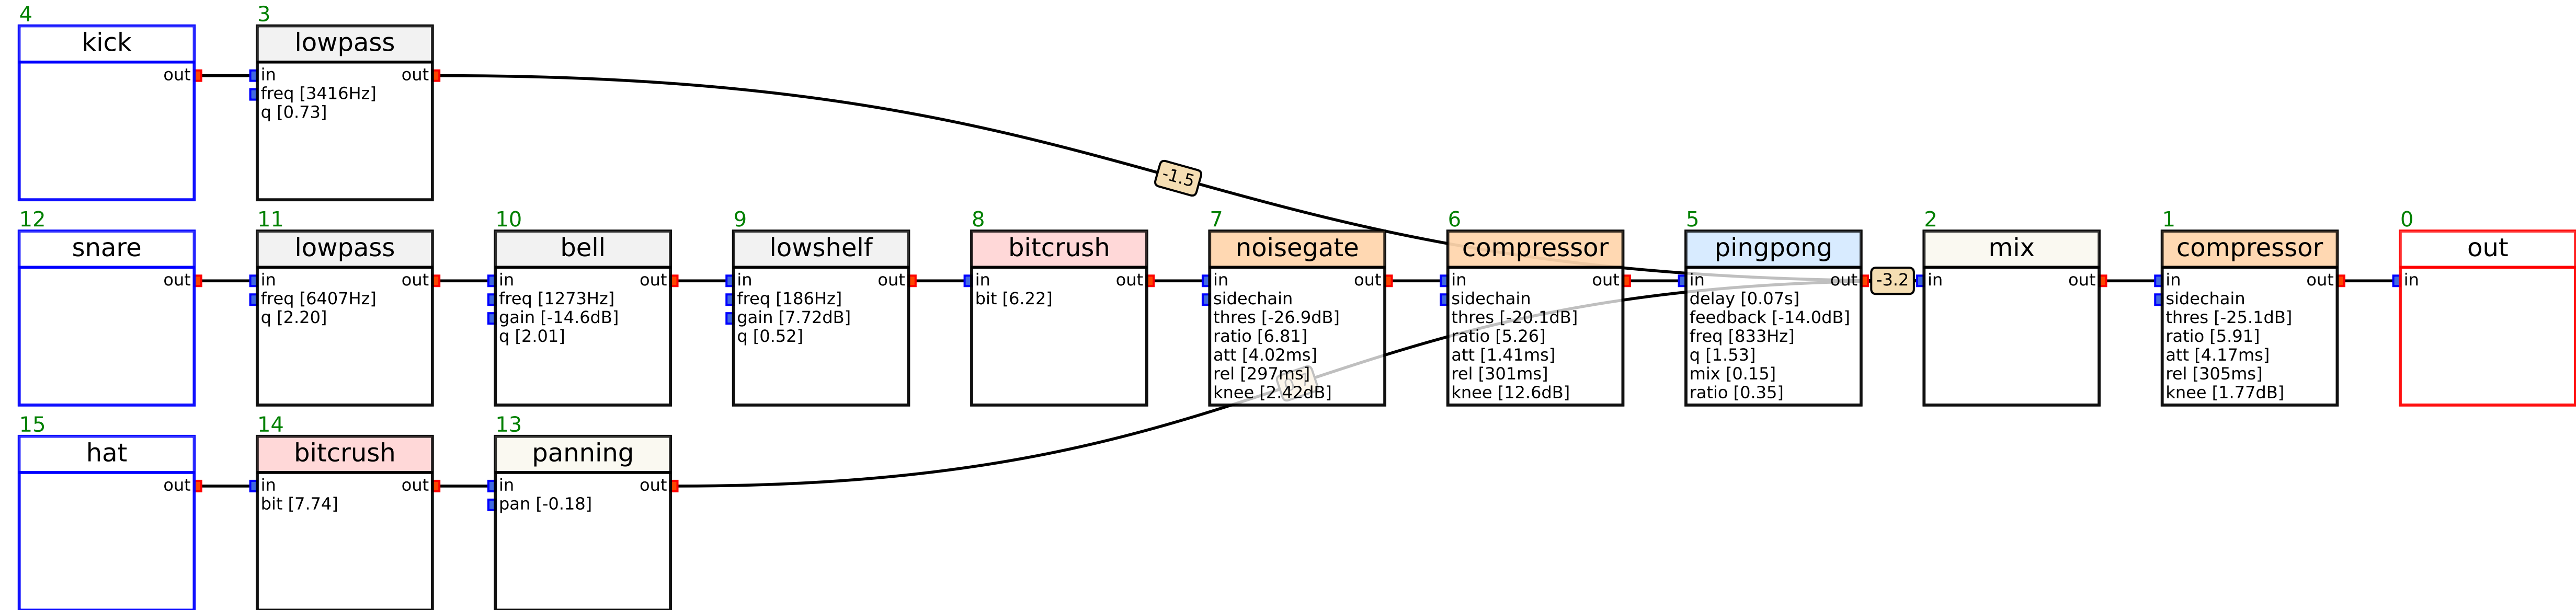 4
kick
out
3
lowpass
in out
freq [3416Hz]
q [0.73]
-1.5
12
snare
out
11
lowpass
in out
freq [6407Hz]
q [2.20]
10
bell
in out
freq [1273Hz]
gain [-14.6dB]
q [2.01]
9
lowshelf
in out
freq [186Hz]
gain [7.72dB]
q [0.52]
8
bitcrush
in out
bit [6.22]
7
noisegate
in out
sidechain
thres [-26.9dB]
ratio [6.81]
att [4.02ms]
rel [297ms]
knee [2.42dB]
6
compressor
in out
sidechain
thres [-20.1dB]
ratio [5.26]
att [1.41ms]
rel [301ms]
knee [12.6dB]
5
pingpong
in out
delay [0.07s]
feedback [-14.0dB]
freq [833Hz]
q [1.53]
mix [0.15]
ratio [0.35]
-3.2
2
mix
in out
1
compressor
in out
sidechain
thres [-25.1dB]
ratio [5.91]
att [4.17ms]
rel [305ms]
knee [1.77dB]
0
out
in
15
hat
out
14
bitcrush
in out
bit [7.74]
13
panning
in out
pan [-0.18]